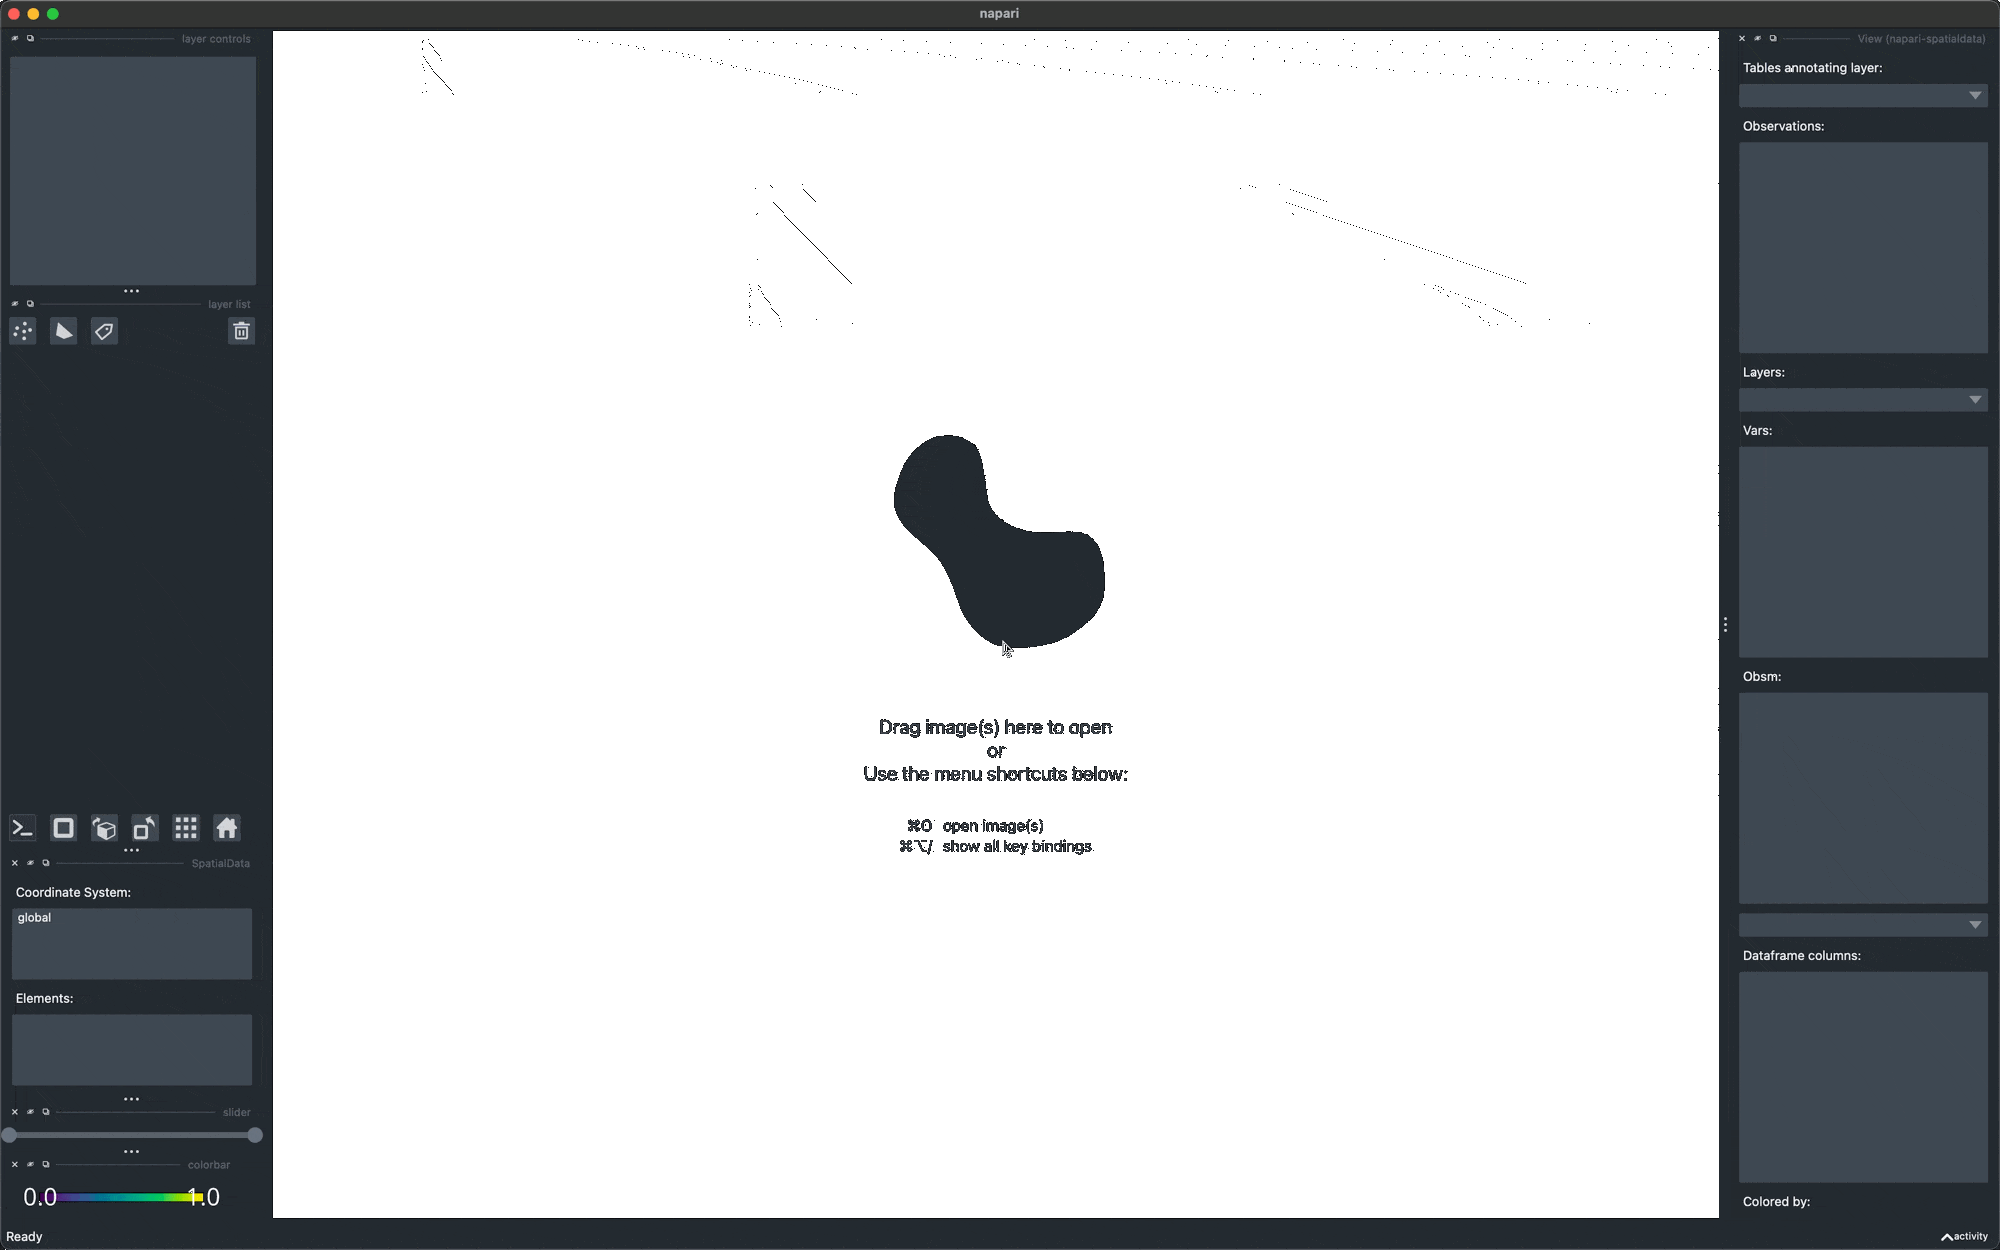 napari
layer controls
layer list
SpatialData
Coordinate System:
global
Elements:
slider
colorbar
0.0 1.0
Ready
Drag image(s) here to open
or
Use the menu shortcuts below:
⌘O open image(s)
⌘⌥/ show all key bindings
View (napari-spatialdata)
Tables annotating layer:
Observations:
Layers:
Vars:
Obsm:
Dataframe columns:
Colored by:
activity